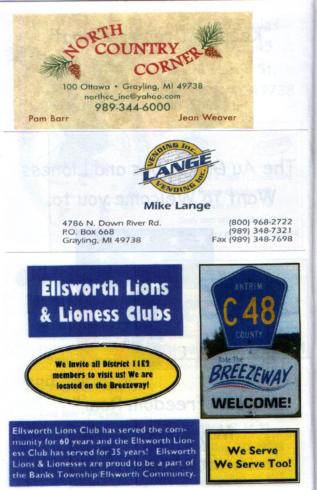 NORTH
COUNTRY
CORNER
100 Ottawa • Grayling, MI 49738
northcc_inc@yahoo.com
989-344-6000
Pam Barr Jean Weaver
VENDING INC.
LANGE
VENDING INC.
Mike Lange
4786 N. Down River Rd. (800) 968-2722
P.O. Box 668 (989) 348-7321
Grayling, MI 49738 Fax (989) 348-7698
Ellsworth Lions
& Lioness Clubs
We Invite all District 11E2
members to visit us! We are
located on the Breezeway!
ANTRIM
C 48
COUNTY
Ride The
BREEZEWAY
WELCOME!
Ellsworth Lions Club has served the com-
munity for 60 years and the Ellsworth Lion-
ess Club has served for 35 years! Ellsworth
Lions & Lionesses are proud to be a part of
the Banks Township/Ellsworth Community.
We Serve
We Serve Too!